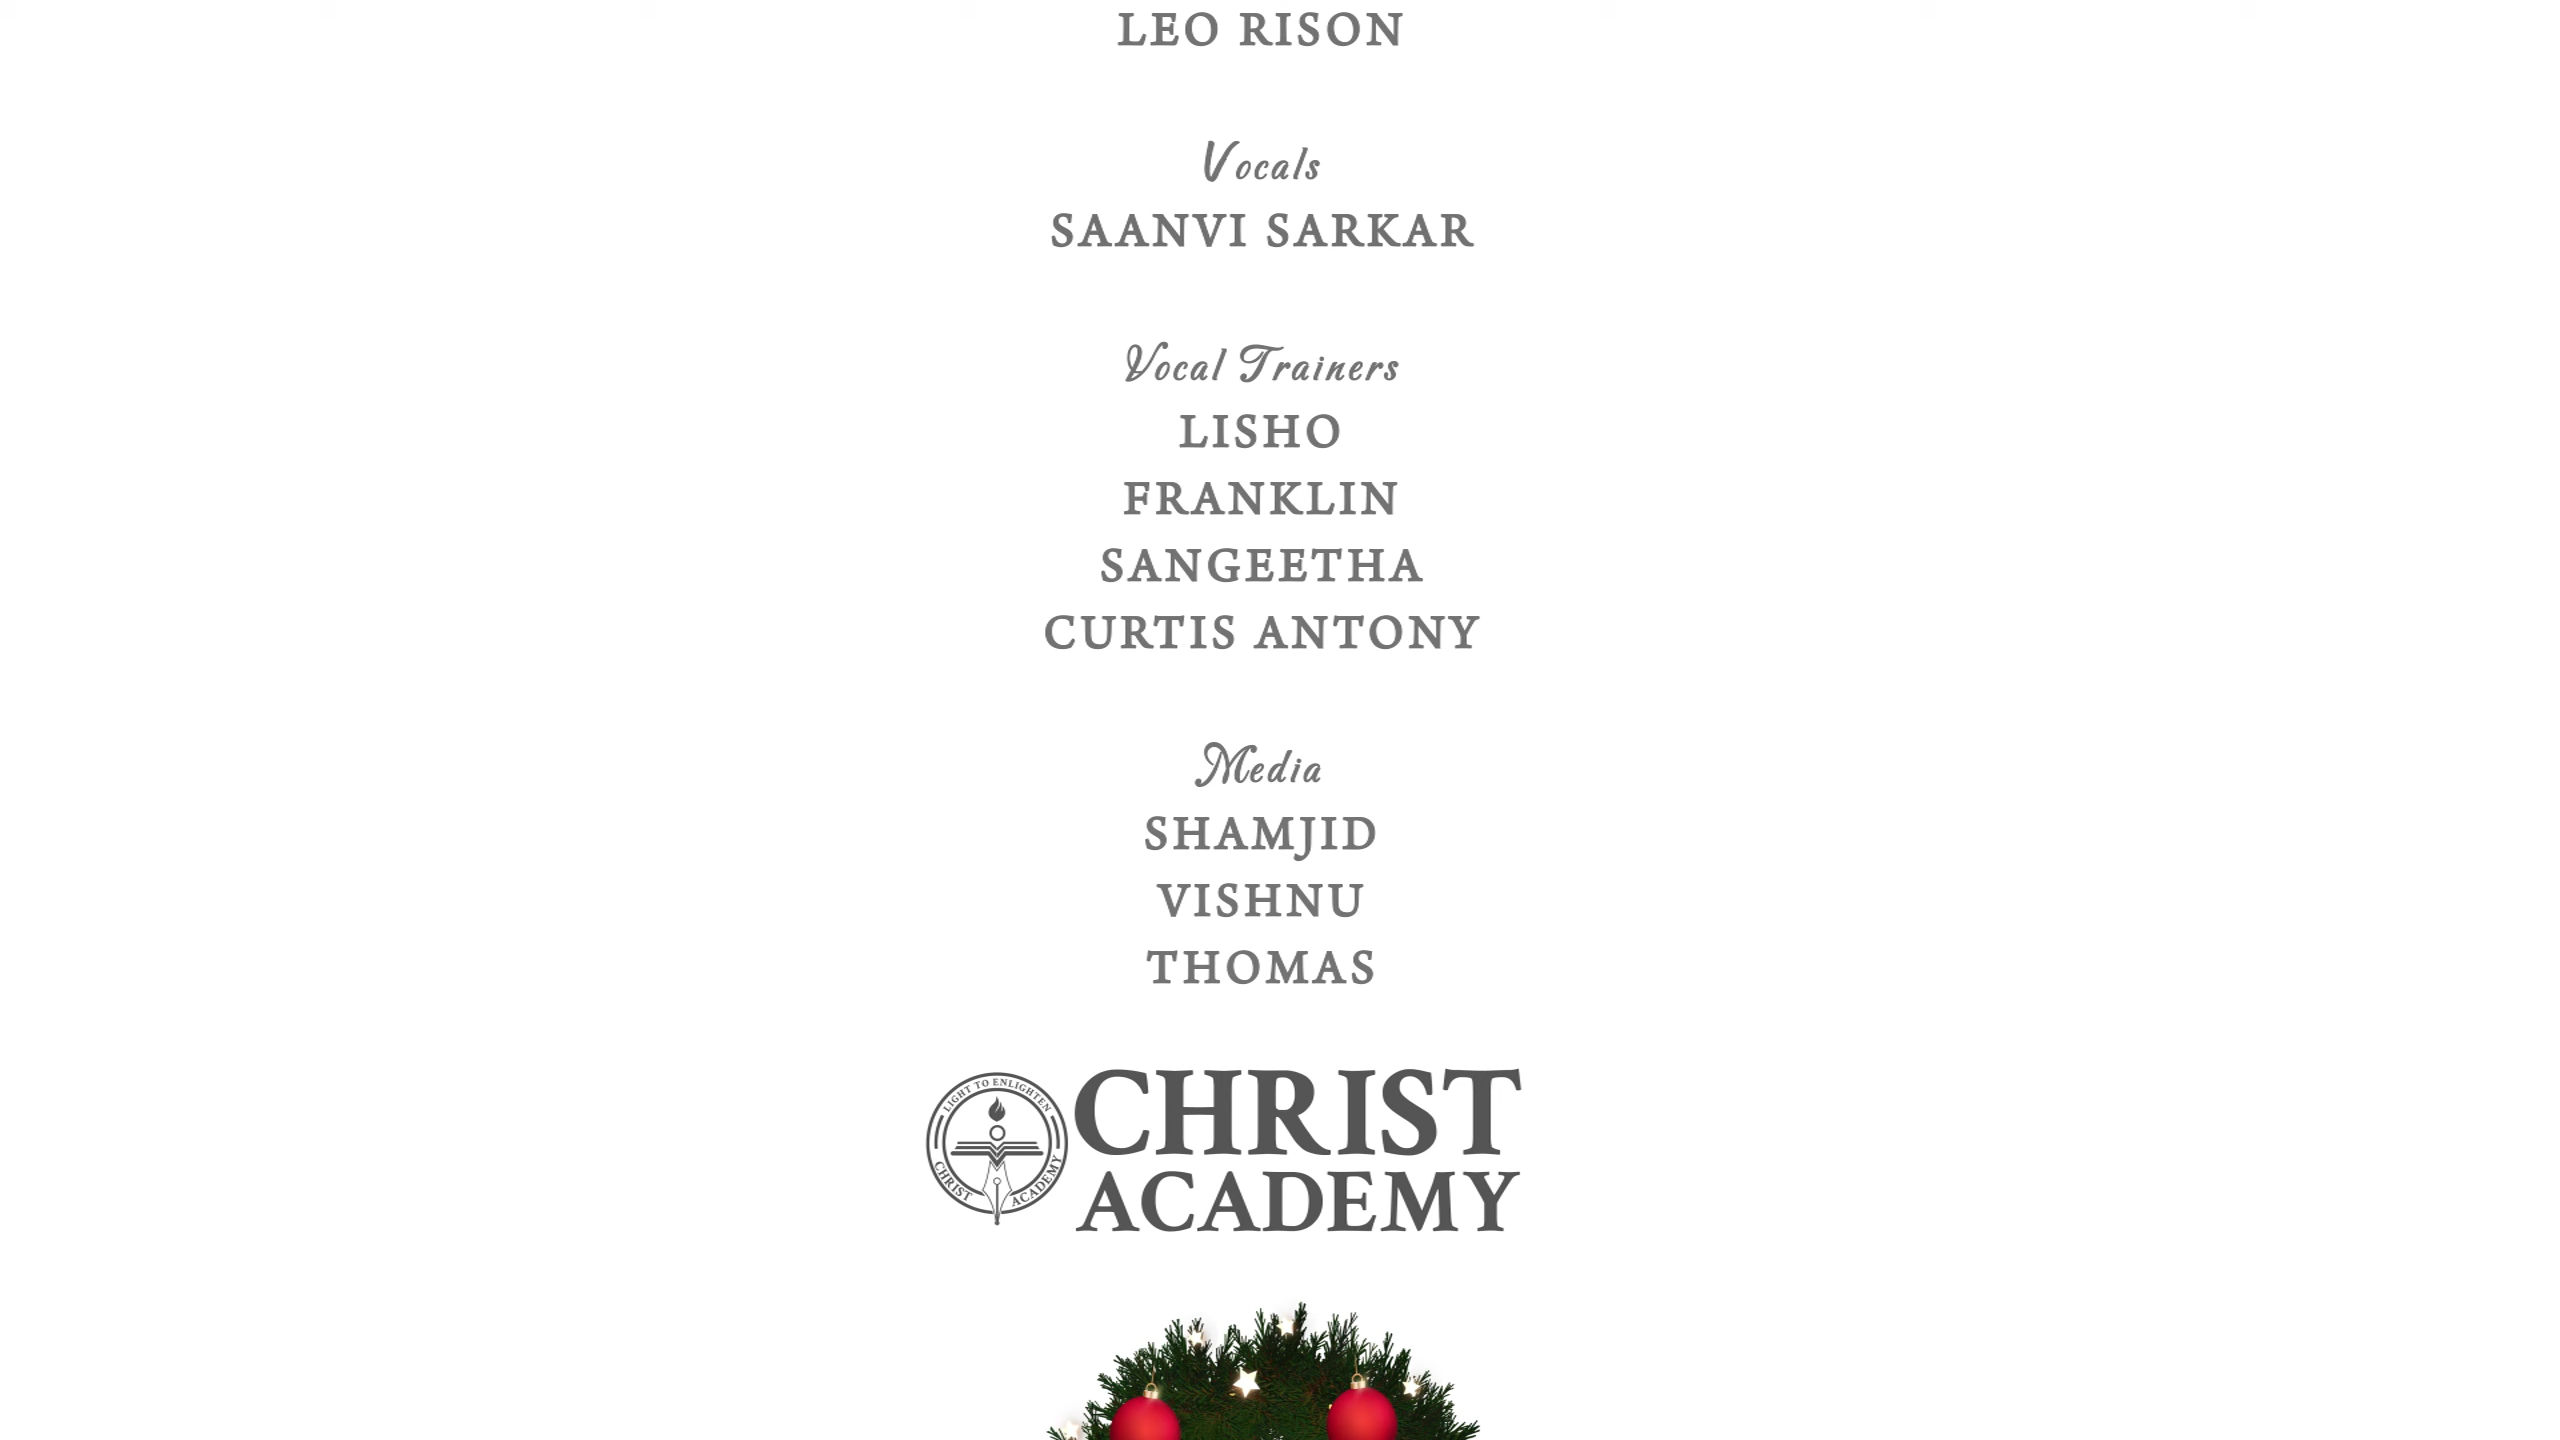 LEO RISON
Vocals
SAANVI SARKAR
Vocal Trainers
LISHO
FRANKLIN
SANGEETHA
CURTIS ANTONY
Media
SHAMJID
VISHNU
THOMAS
LIGHT TO ENLIGHTEN
CHRIST ACADEMY
CHRIST
ACADEMY